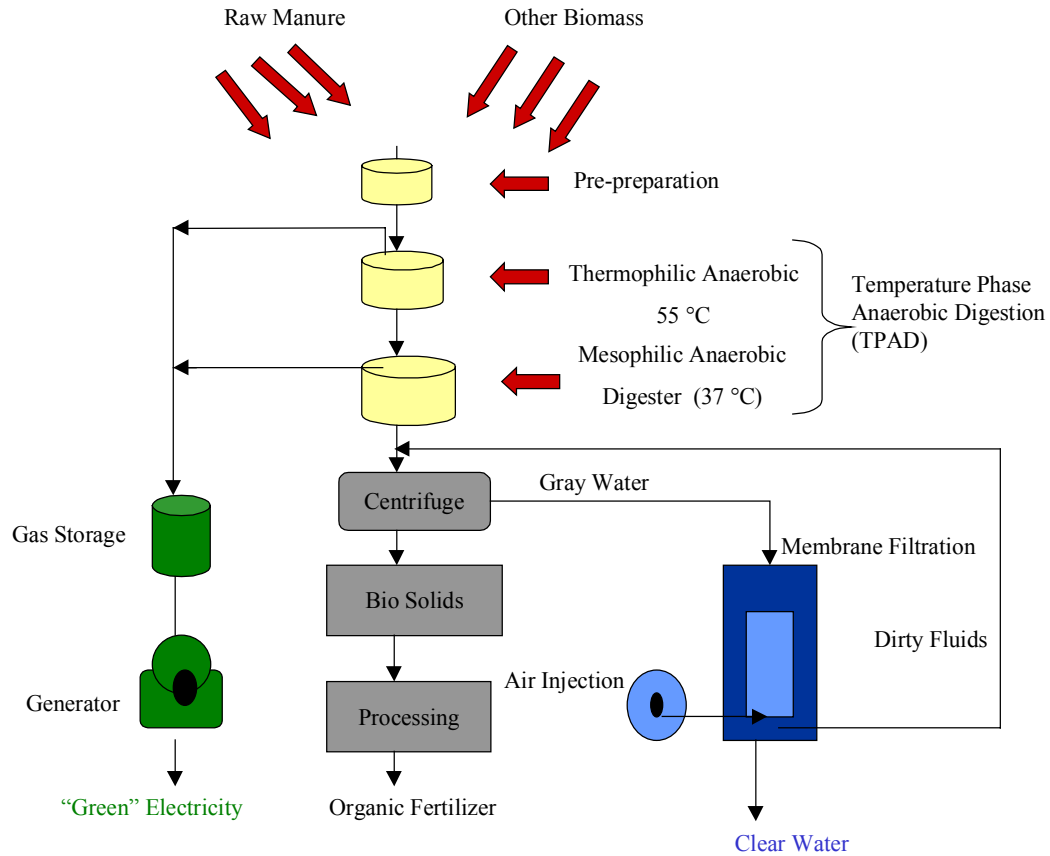 Raw Manure
Other Biomass
Pre-preparation
Thermophilic Anaerobic
55 °C
Mesophilic Anaerobic
Digester (37 °C)
Temperature Phase
Anaerobic Digestion
(TPAD)
Centrifuge
Gray Water
Gas Storage
Membrane Filtration
Bio Solids
Dirty Fluids
Air Injection
Generator
Processing
“Green” Electricity
Organic Fertilizer
Clear Water